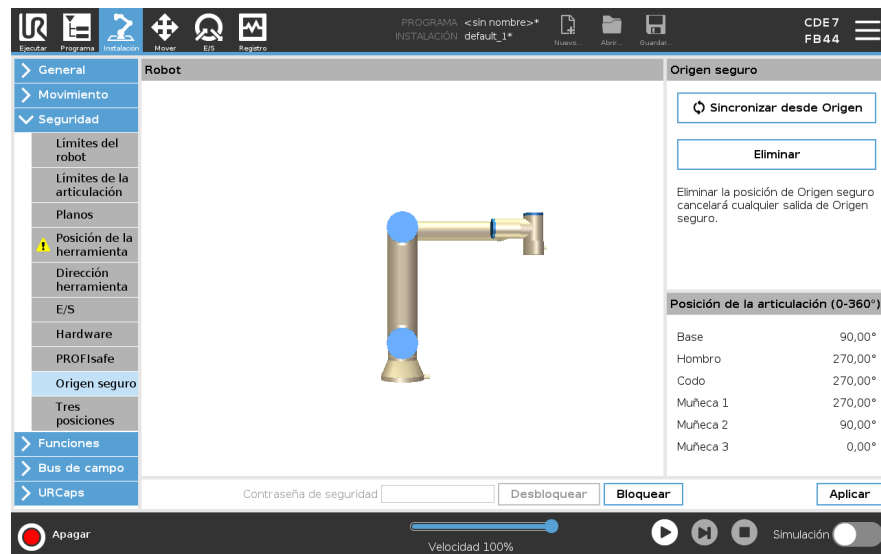 PROGRAMA <sin nombre>*
INSTALACIÓN default_1*
CDE7
FB44
Ejecutar
Programa
Instalación
Mover
E/S
Registro
Nuevo...
Abrir...
Guardar...
General
Movimiento
Seguridad
Límites del
robot
Límites de la
articulación
Planos
Posición de la
herramienta
Dirección
herramienta
E/S
Hardware
PROFIsafe
Origen seguro
Tres
posiciones
Funciones
Bus de campo
URCaps
Robot
Origen seguro
Sincronizar desde Origen
Eliminar
Eliminar la posición de Origen seguro
cancelará cualquier salida de Origen
seguro.
Posición de la articulación (0-360°)
Base 90,00°
Hombro 270,00°
Codo 270,00°
Muñeca 1 270,00°
Muñeca 2 90,00°
Muñeca 3 0,00°
Contraseña de seguridad Desbloquear Bloquear Aplicar
Apagar
Velocidad 100%
Simulación